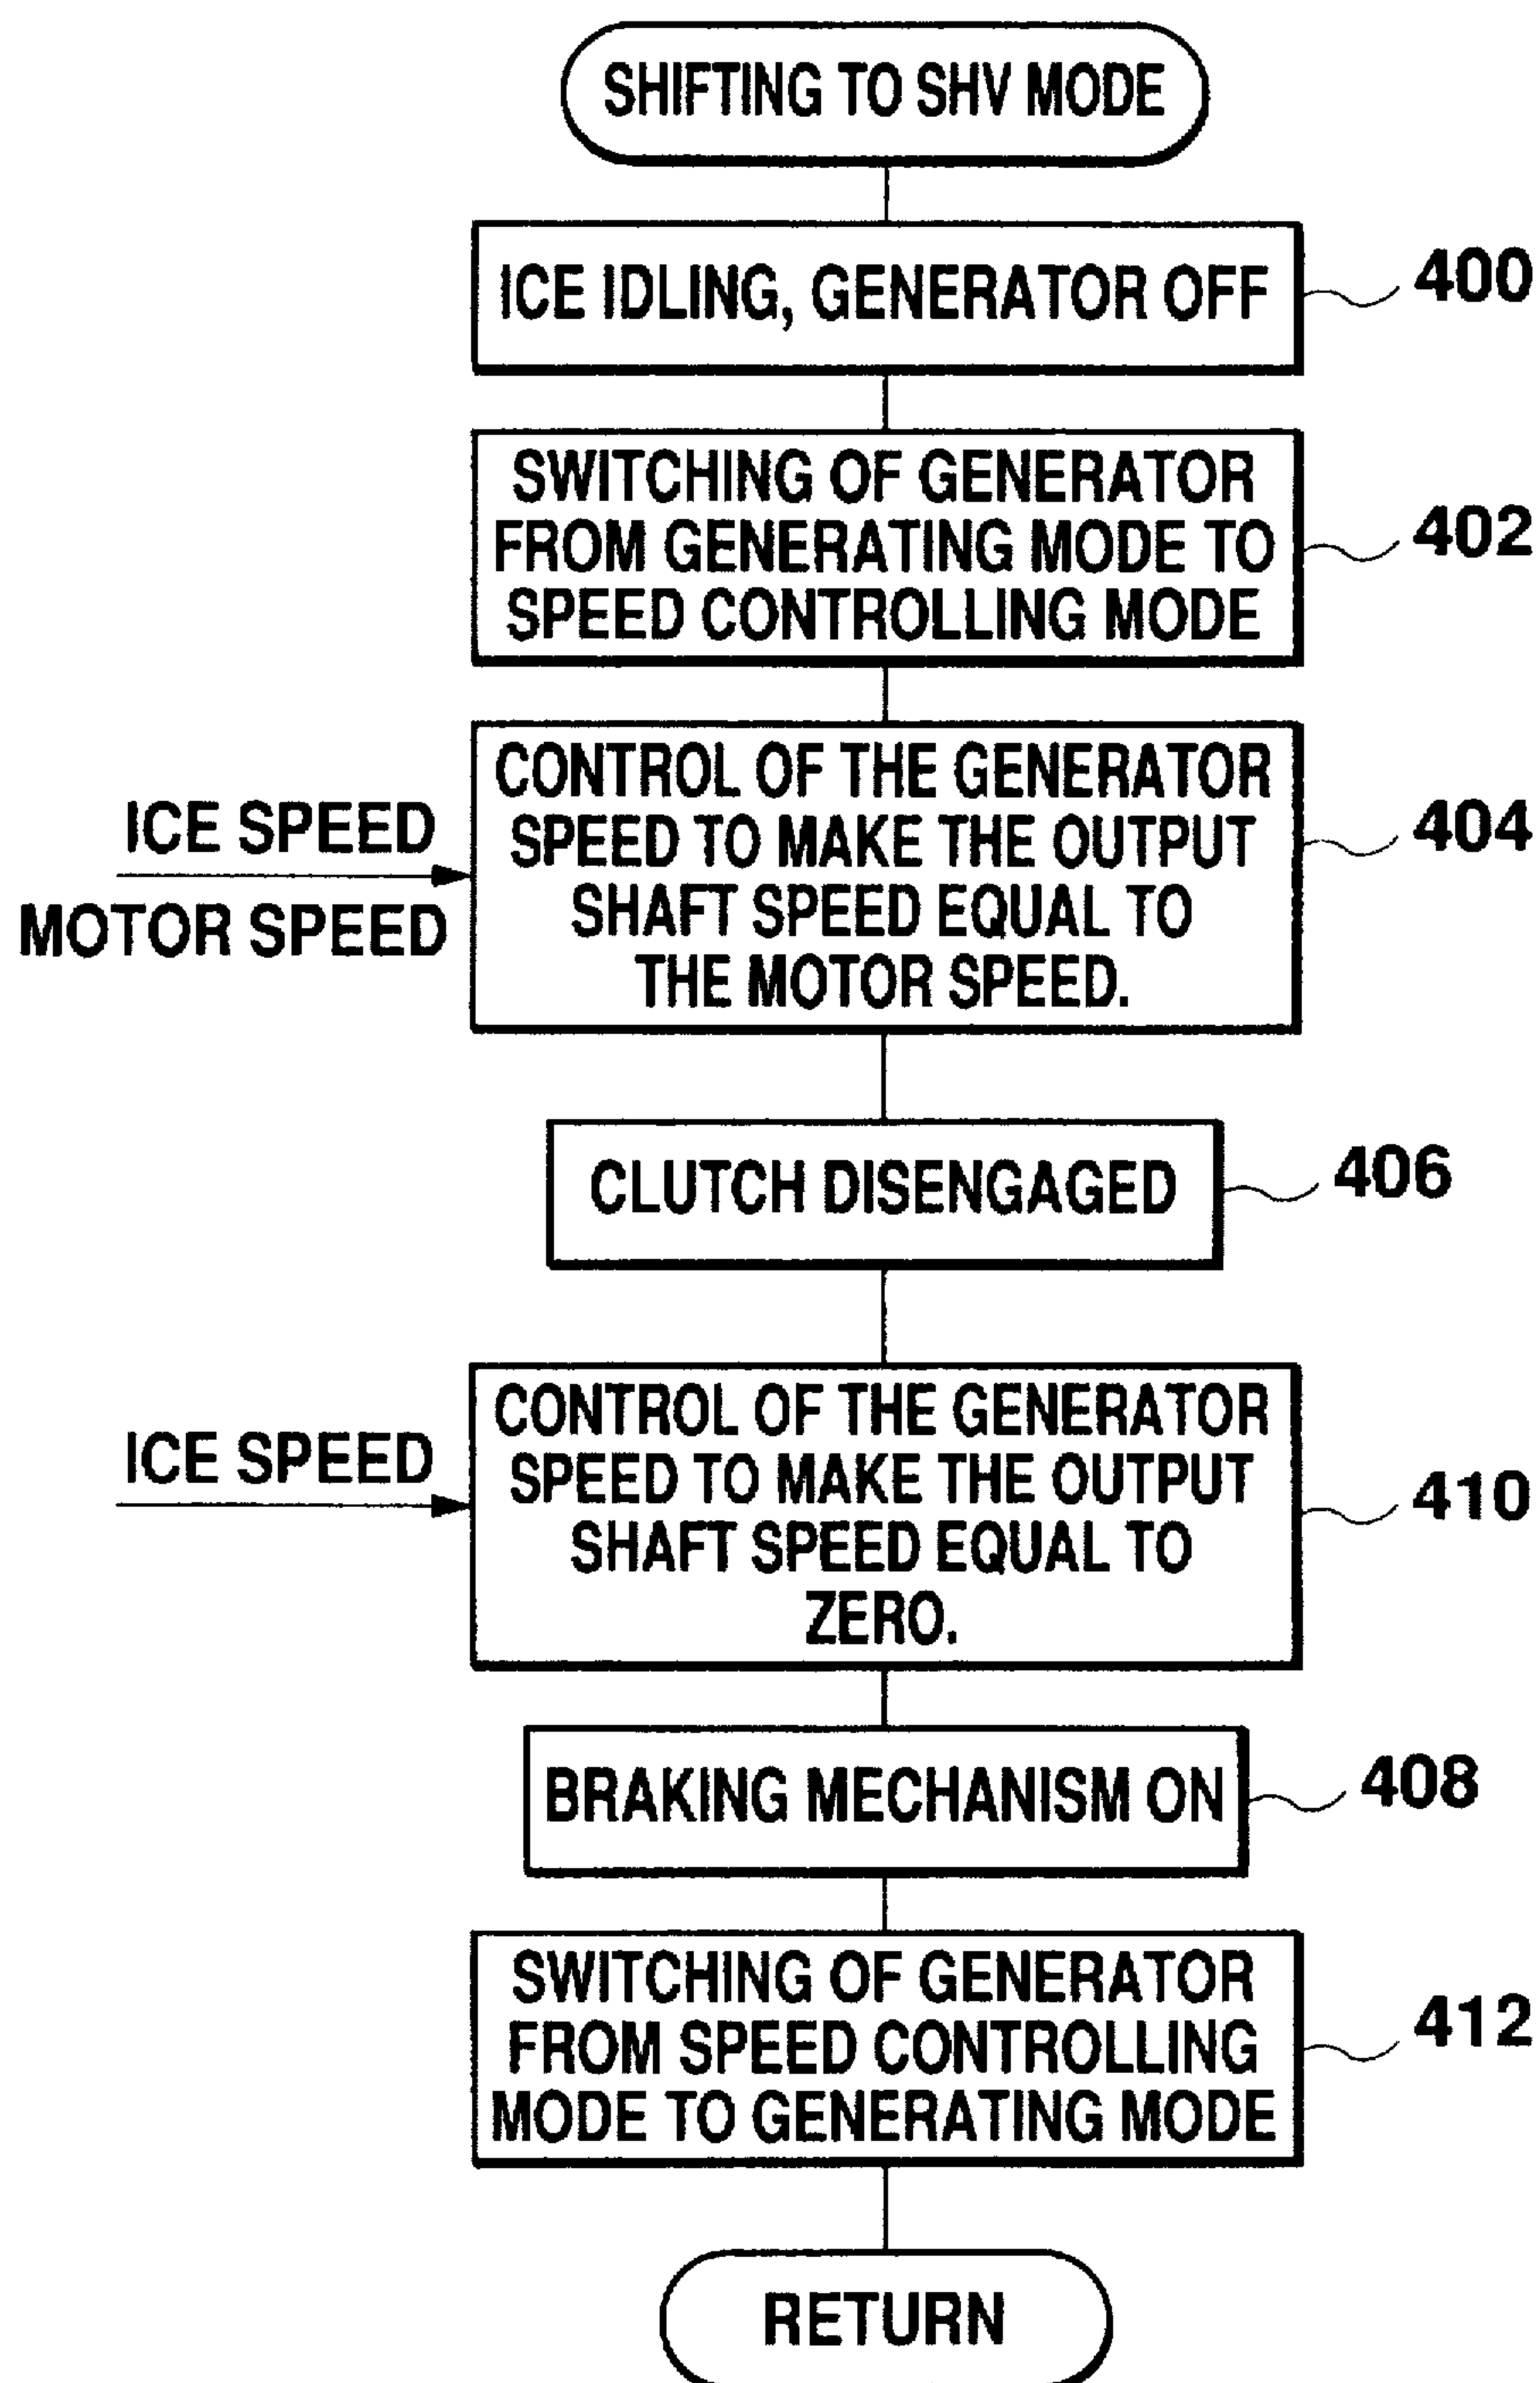 SHIFTING TO SHV MODE
ICE IDLING, GENERATOR OFF
400
SWITCHING OF GENERATOR
FROM GENERATING MODE TO
SPEED CONTROLLING MODE
402
ICE SPEED
MOTOR SPEED
CONTROL OF THE GENERATOR
SPEED TO MAKE THE OUTPUT
SHAFT SPEED EQUAL TO
THE MOTOR SPEED.
404
CLUTCH DISENGAGED
406
ICE SPEED
CONTROL OF THE GENERATOR
SPEED TO MAKE THE OUTPUT
SHAFT SPEED EQUAL TO
ZERO.
410
BRAKING MECHANISM ON
408
SWITCHING OF GENERATOR
FROM SPEED CONTROLLING
MODE TO GENERATING MODE
412
RETURN